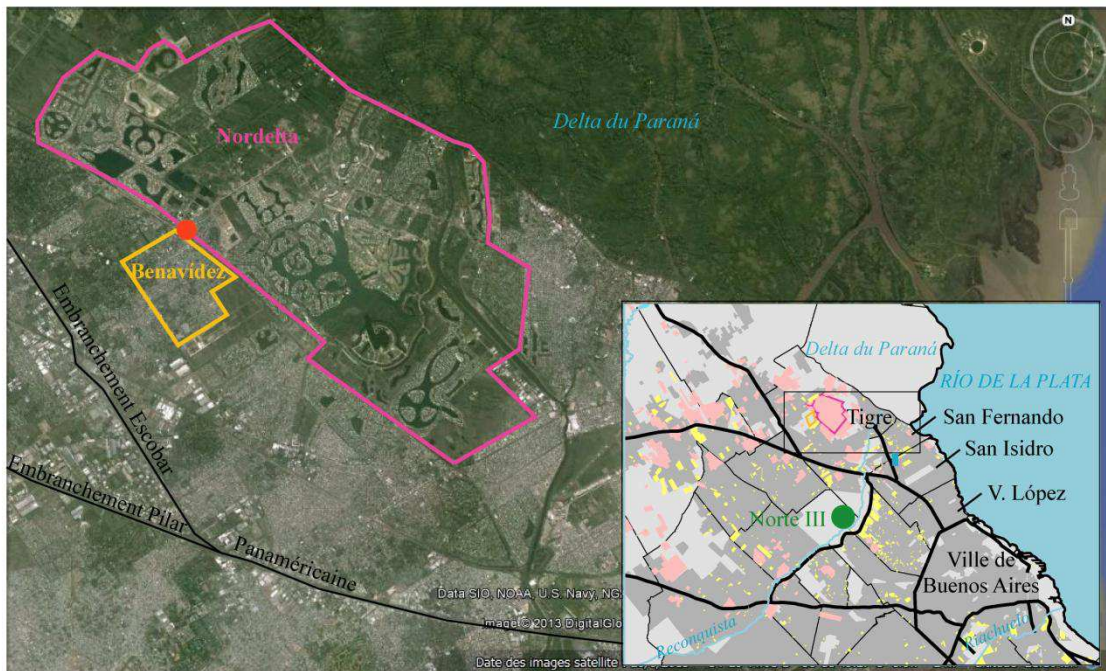 N
Delta du Paraná
Nordelta
Benavídez
Embranchement Escobar
Embranchement Pilar
Panaméricaine
Data SIO, NOAA, U.S. Navy, NG
Image © 2013 DigitalGlo
Date des images satellite
Delta du Paraná
RÍO DE LA PLATA
Tigre
San Fernando
San Isidro
V. López
Norte III
Ville de
Buenos Aires
Reconquista
Riachuelo